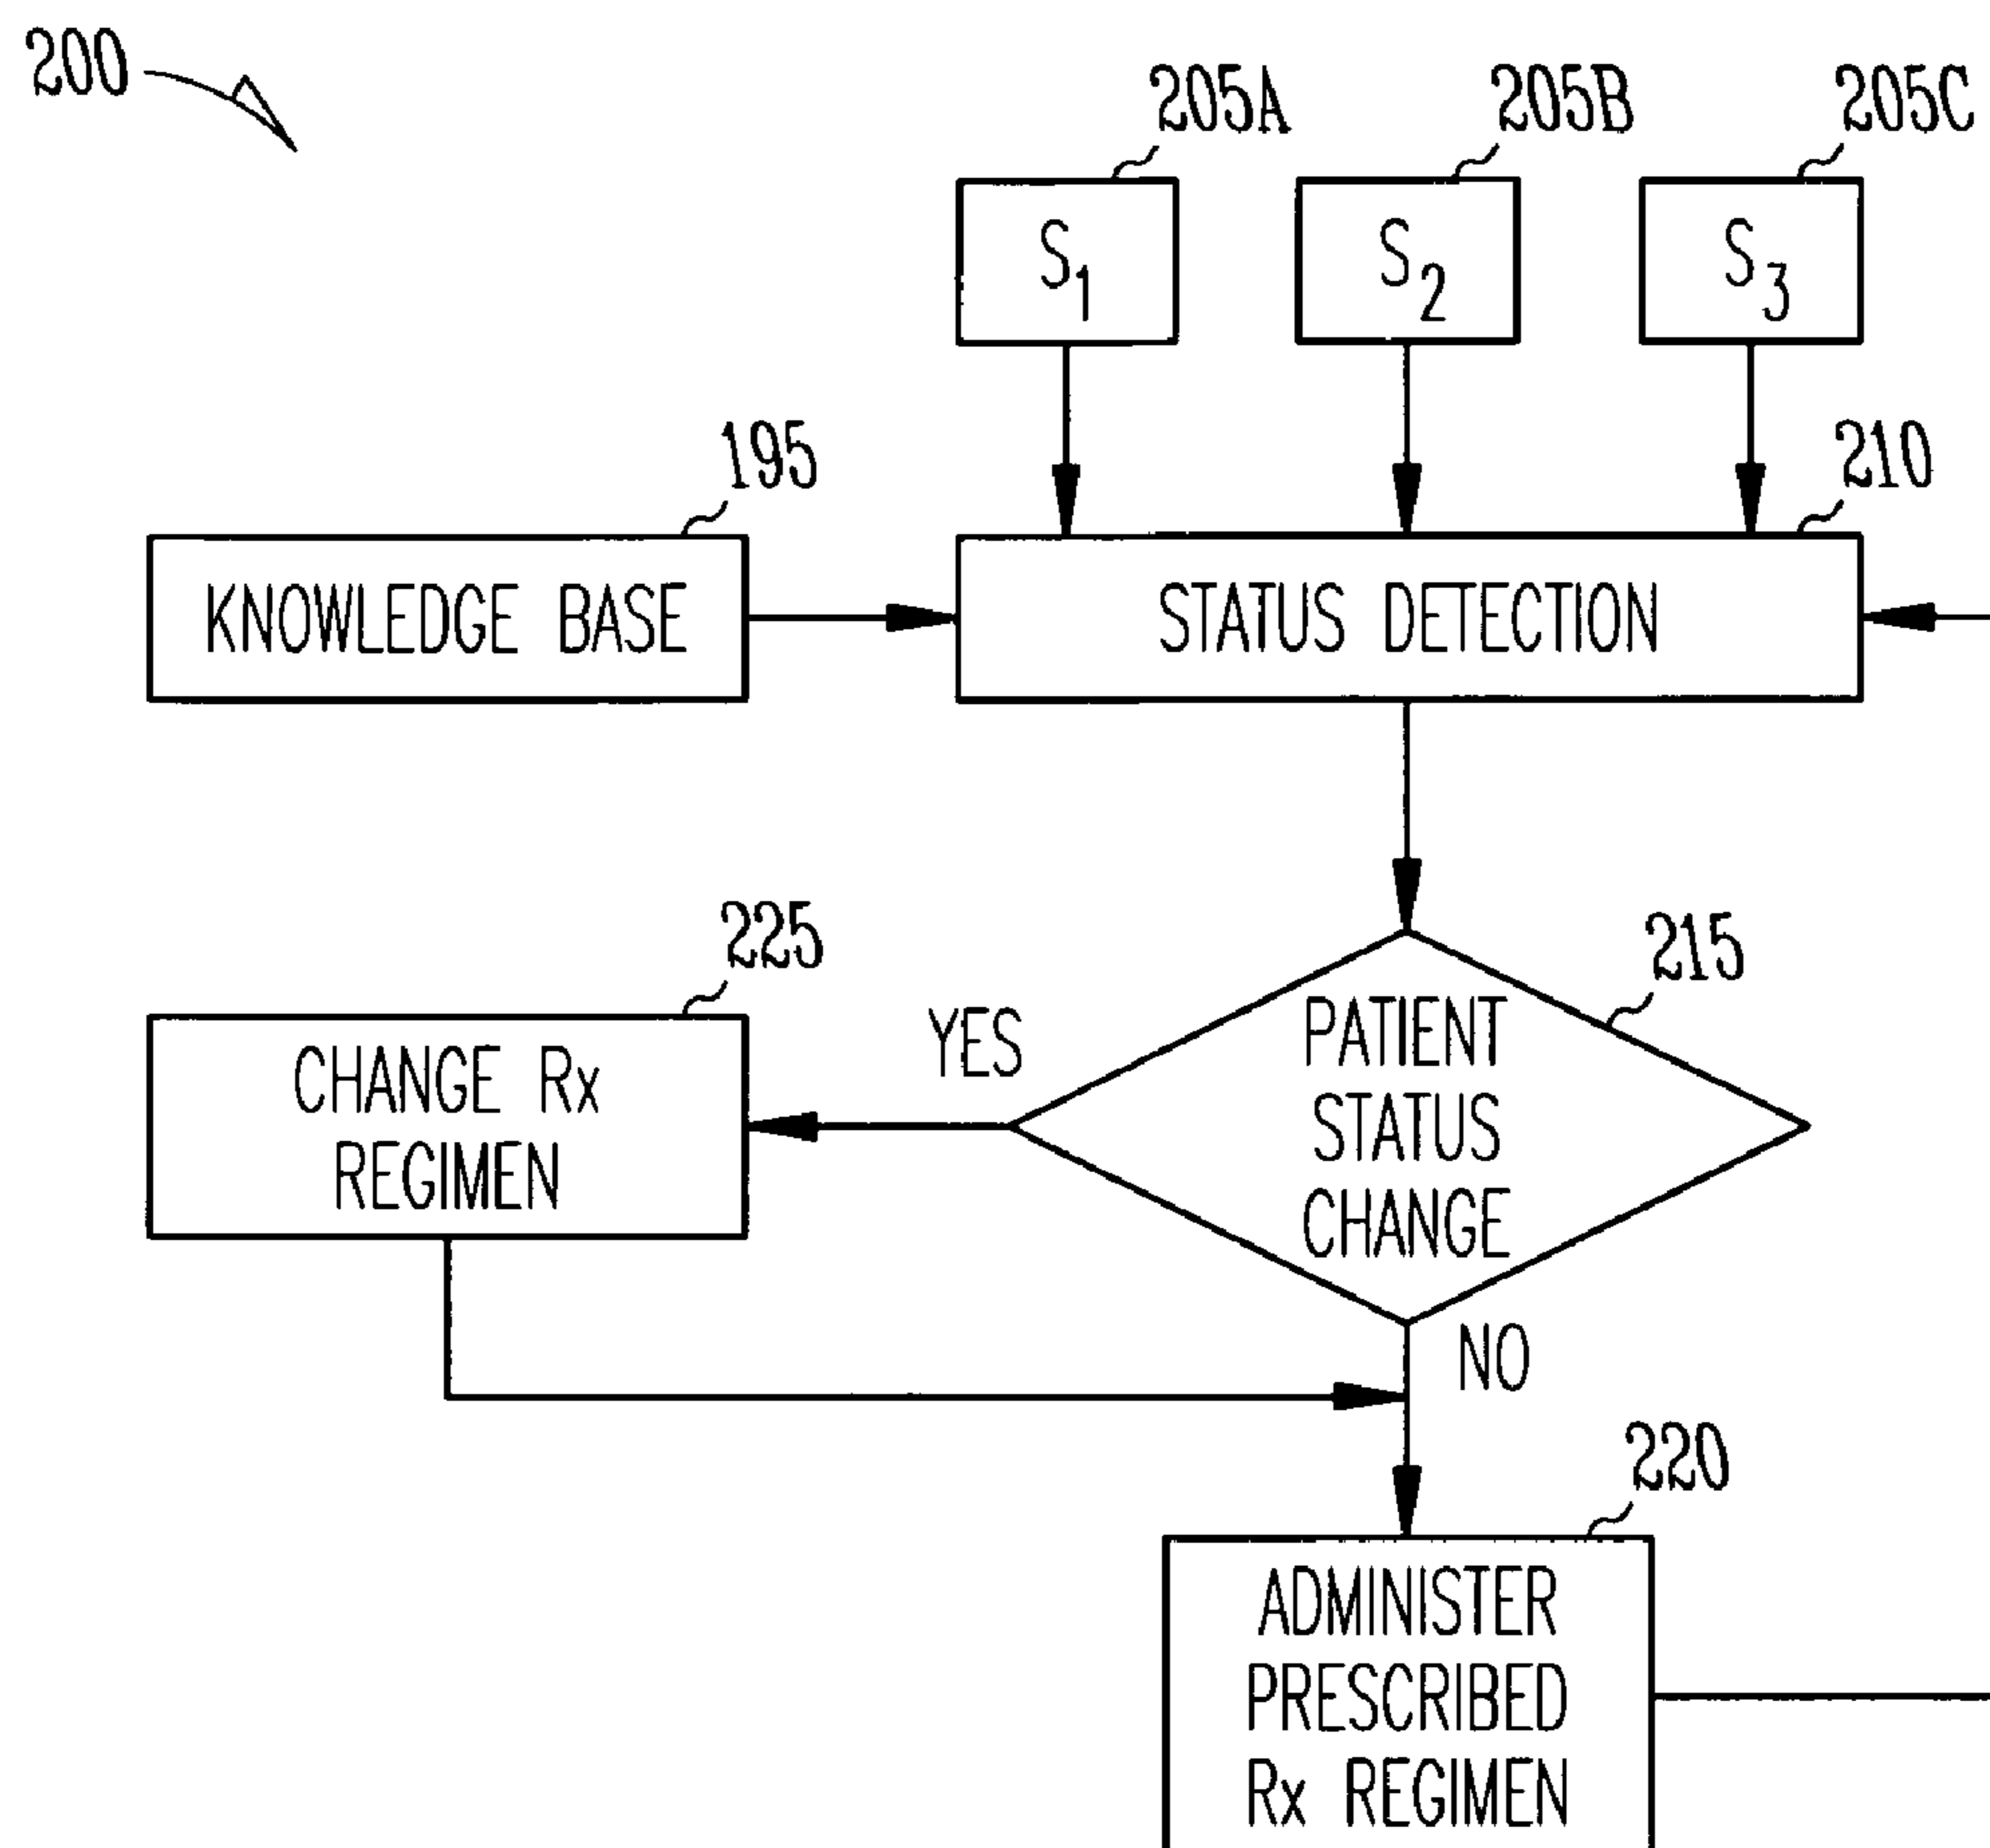 200
205A
205B
205C
S1
S2
S3
195
210
KNOWLEDGE BASE
STATUS DETECTION
225
215
YES
PATIENT
STATUS
CHANGE
CHANGE Rx
REGIMEN
NO
220
ADMINISTER
PRESCRIBED
Rx REGIMEN